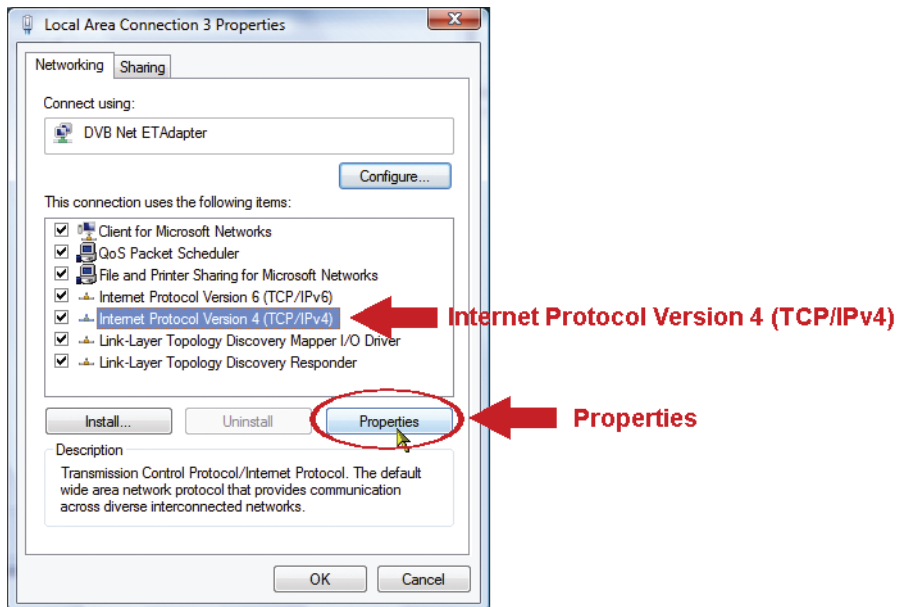 Local Area Connection 3 Properties
Networking
Sharing
Connect using:
DVB Net ETAdapter
Configure...
This connection uses the following items:
Client for Microsoft Networks
QoS Packet Scheduler
File and Printer Sharing for Microsoft Networks
Internet Protocol Version 6 (TCP/IPv6)
Internet Protocol Version 4 (TCP/IPv4)
Internet Protocol Version 4 (TCP/IPv4)
Link-Layer Topology Discovery Mapper I/O Driver
Link-Layer Topology Discovery Responder
Install...
Uninstall
Properties
Properties
Description
Transmission Control Protocol/Internet Protocol. The default
wide area network protocol that provides communication
across diverse interconnected networks.
OK
Cancel